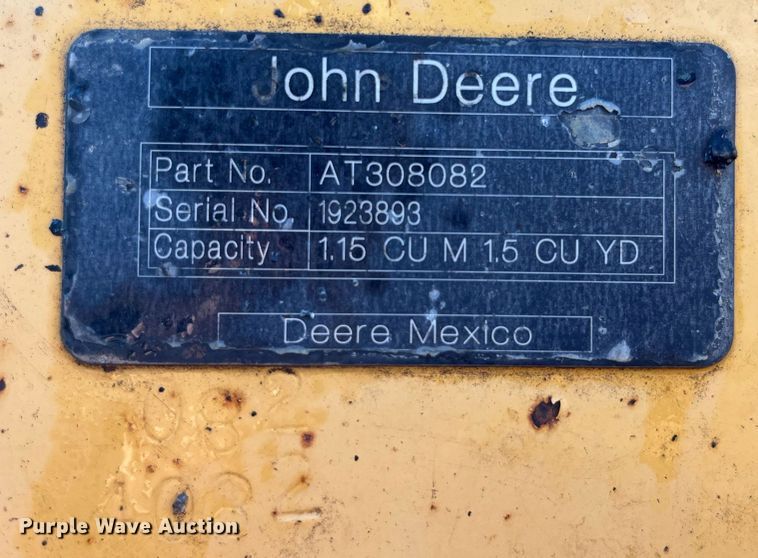 John Deere
Part No. AT308082
Serial No. 1923893
Capacity 1.15 CU M 1.5 CU YD
Deere Mexico
082
Purple Wave Auction